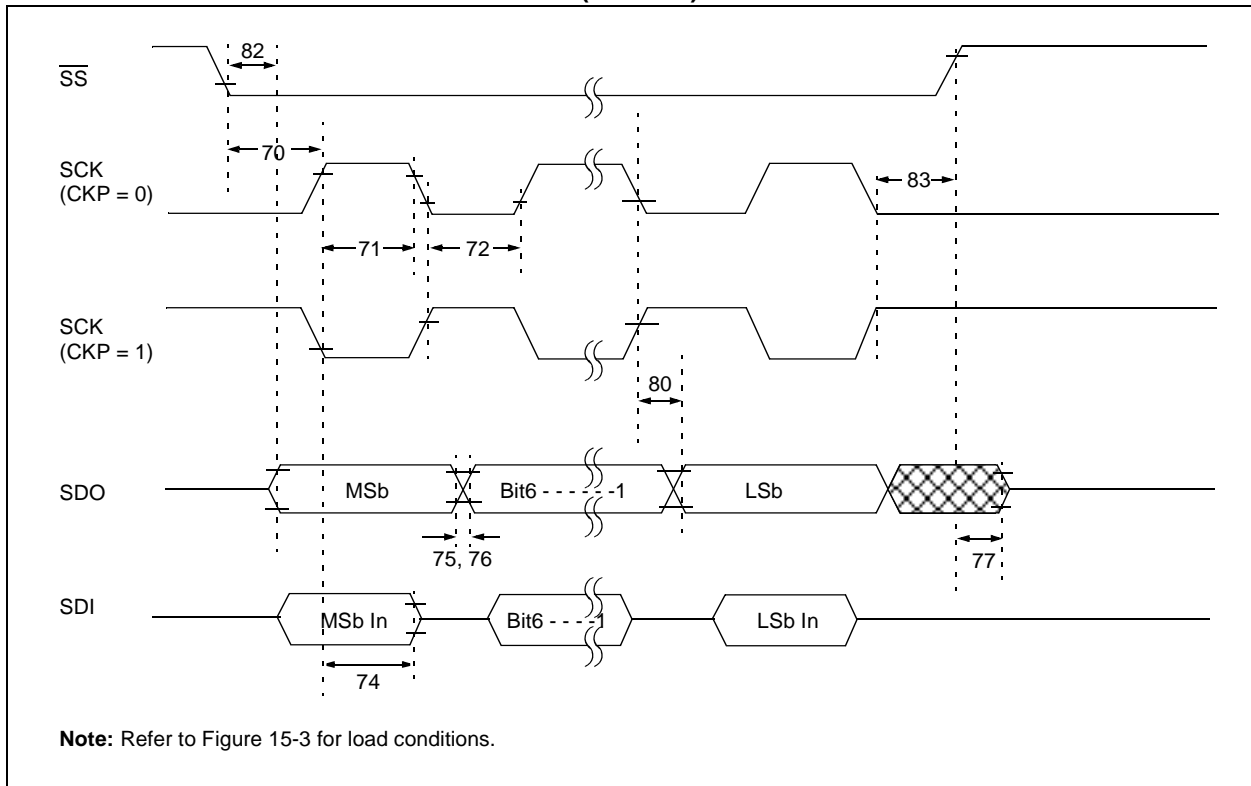 82
SS
70
SCK
(CKP = 0)
83
71
72
SCK
(CKP = 1)
80
SDO
MSb
Bit6 - - - - - -1
LSb
75, 76
77
SDI
MSb In
Bit6 - - - -1
LSb In
74
Note: Refer to Figure 15-3 for load conditions.